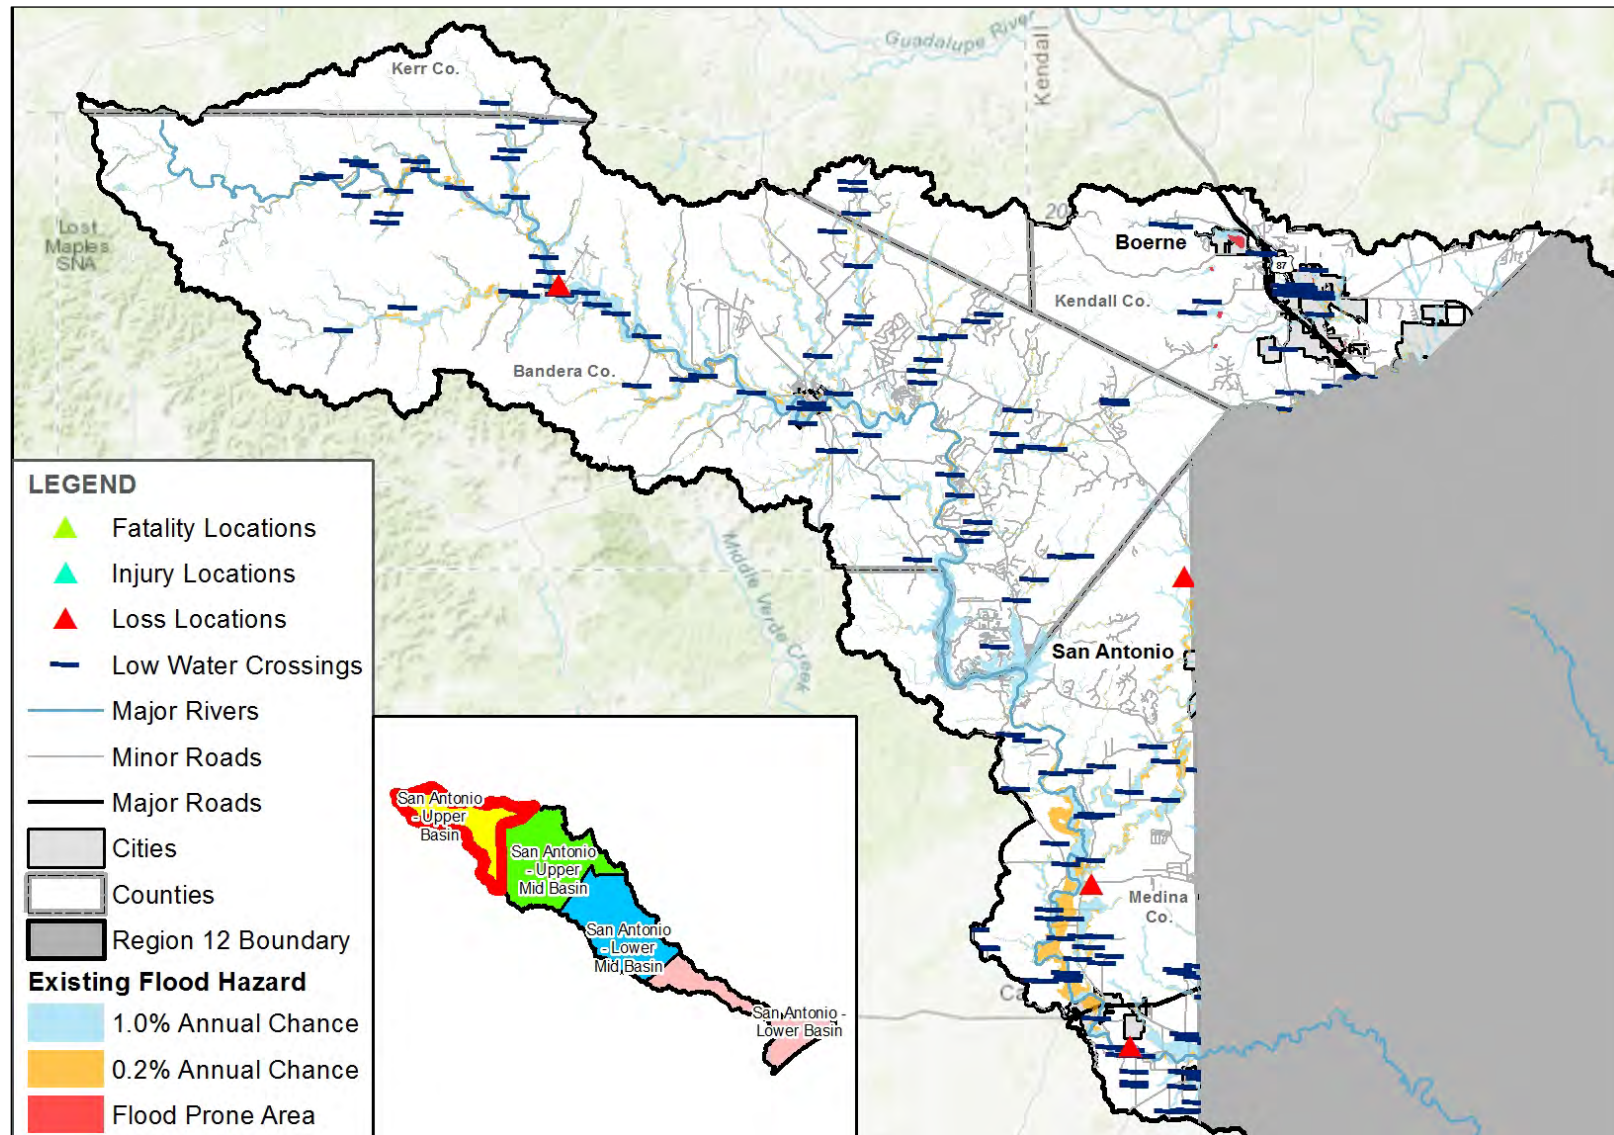 Guadalupe River
Kendall
Kerr Co.
Lost
Maples
SNA
20
Boerne
87
Kendall Co.
Bandera Co.
Middle Verde Creek
San Antonio
Medina
Co.
Ca
LEGEND
Fatality Locations
Injury Locations
Loss Locations
Low Water Crossings
Major Rivers
Minor Roads
Major Roads
Cities
Counties
Region 12 Boundary
Existing Flood Hazard
1.0% Annual Chance
0.2% Annual Chance
Flood Prone Area
San Antonio
- Upper
Basin
San Antonio
- Upper
Mid Basin
San Antonio
- Lower
Mid Basin
San Antonio -
Lower Basin